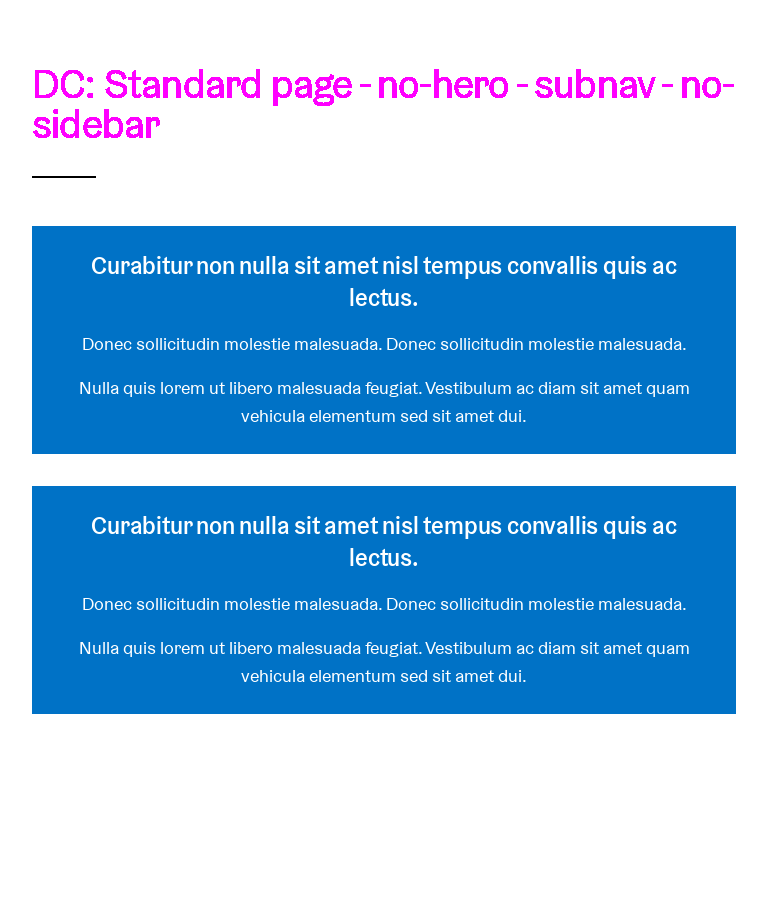 DC: Standard page - no-hero - subnav - no-
sidebar
Curabitur non nulla sit amet nisl tempus convallis quis ac
lectus.
Donec sollicitudin molestie malesuada. Donec sollicitudin molestie malesuada.
Nulla quis lorem ut libero malesuada feugiat. Vestibulum ac diam sit amet quam
vehicula elementum sed sit amet dui.
Curabitur non nulla sit amet nisl tempus convallis quis ac
lectus.
Donec sollicitudin molestie malesuada. Donec sollicitudin molestie malesuada.
Nulla quis lorem ut libero malesuada feugiat. Vestibulum ac diam sit amet quam
vehicula elementum sed sit amet dui.